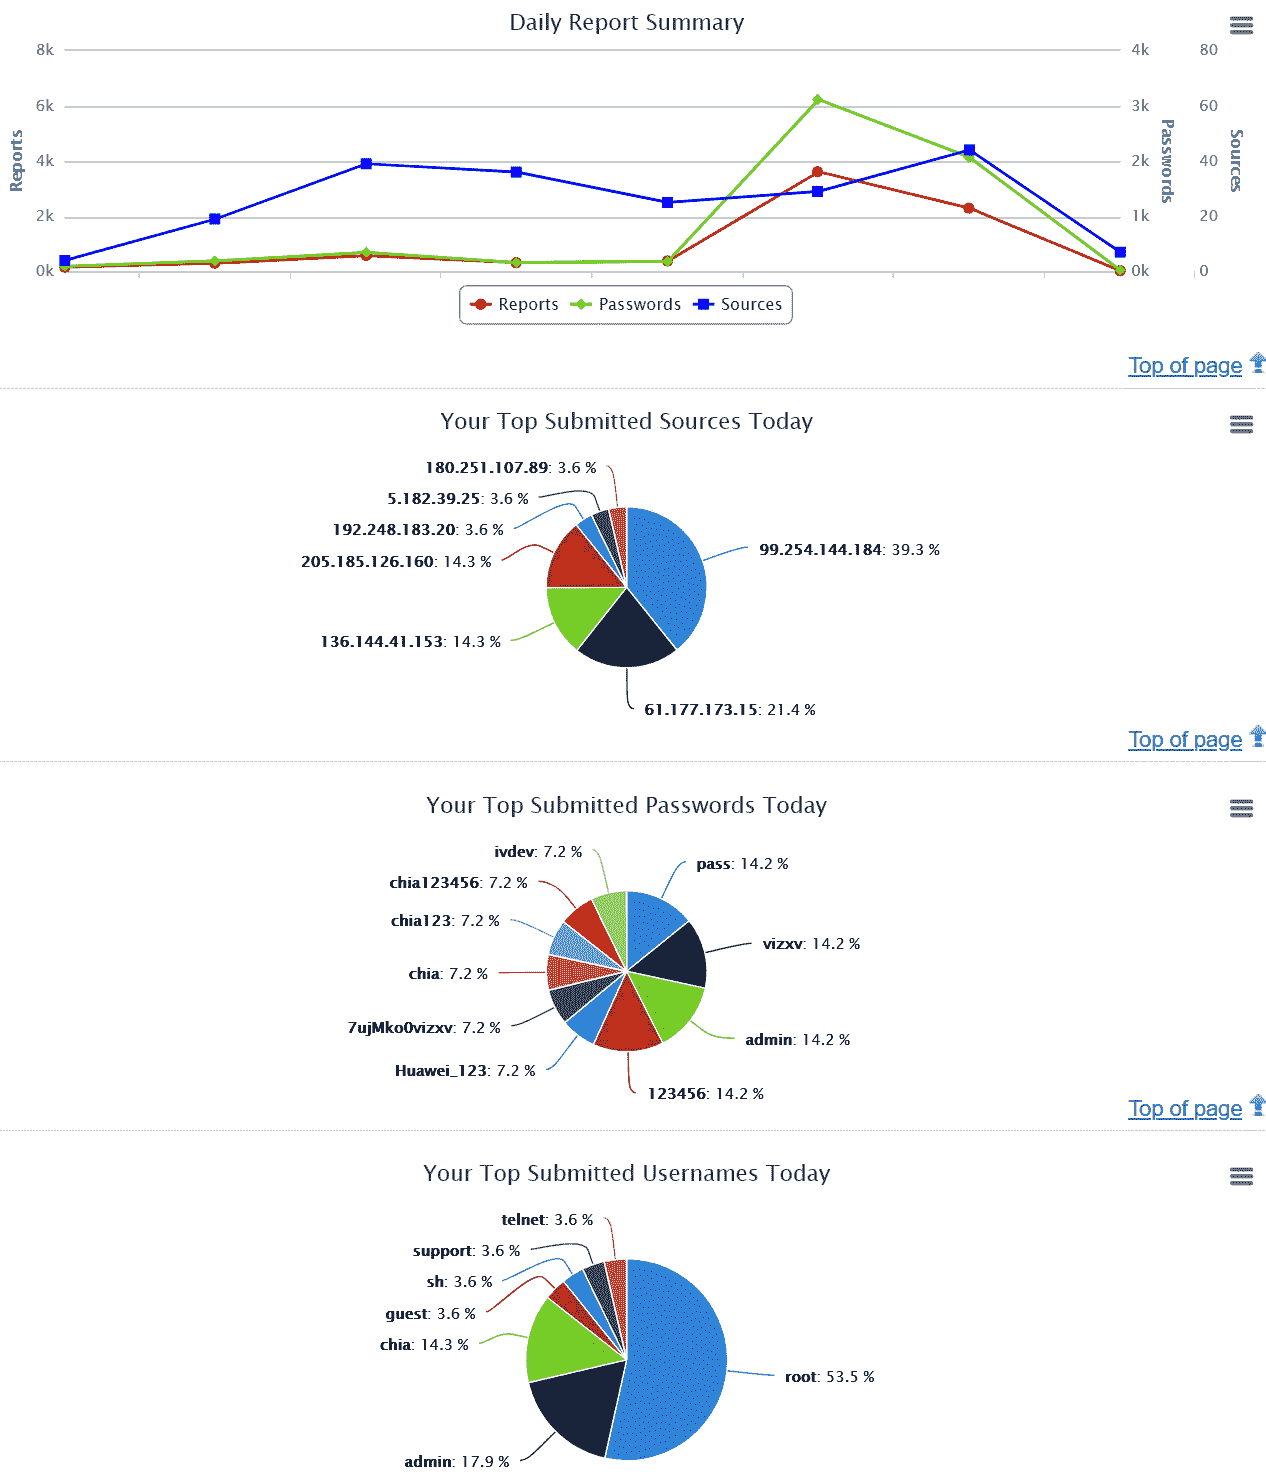 Daily Report Summary
8k 4k 80
6k 3k 60
4k 2k 40
2k 1k 20
0k 0k 0
Reports
Passwords
Sources
Reports Passwords Sources
Top of page
Your Top Submitted Sources Today
180.251.107.89: 3.6 %
5.182.39.25: 3.6 %
192.248.183.20: 3.6 %
99.254.144.184: 39.3 %
205.185.126.160: 14.3 %
136.144.41.153: 14.3 %
61.177.173.15: 21.4 %
Top of page
Your Top Submitted Passwords Today
ivdev: 7.2 %
pass: 14.2 %
chia123456: 7.2 %
chia123: 7.2 %
vizxv: 14.2 %
chia: 7.2 %
7ujMko0vizxv: 7.2 %
admin: 14.2 %
Huawei_123: 7.2 %
123456: 14.2 %
Top of page
Your Top Submitted Usernames Today
telnet: 3.6 %
support: 3.6 %
sh: 3.6 %
guest: 3.6 %
chia: 14.3 %
root: 53.5 %
admin: 17.9 %